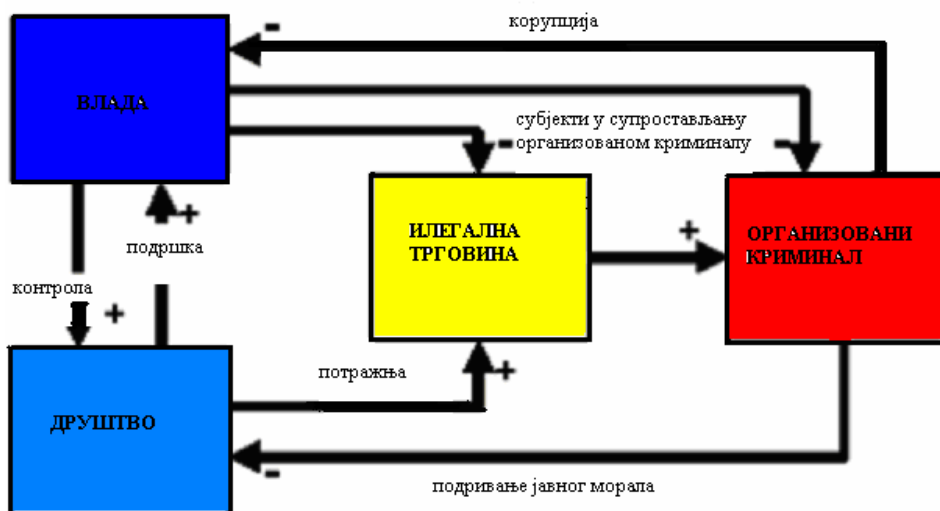 корупција
ВЛАДА
субјекти у супростављању
организованом криминалу
ИЛЕГАЛНА
ТРГОВИНА
ОРГАНИЗОВАНИ
КРИМИНАЛ
подршка
контрола
потражња
ДРУШТВО
подривање јавног морала